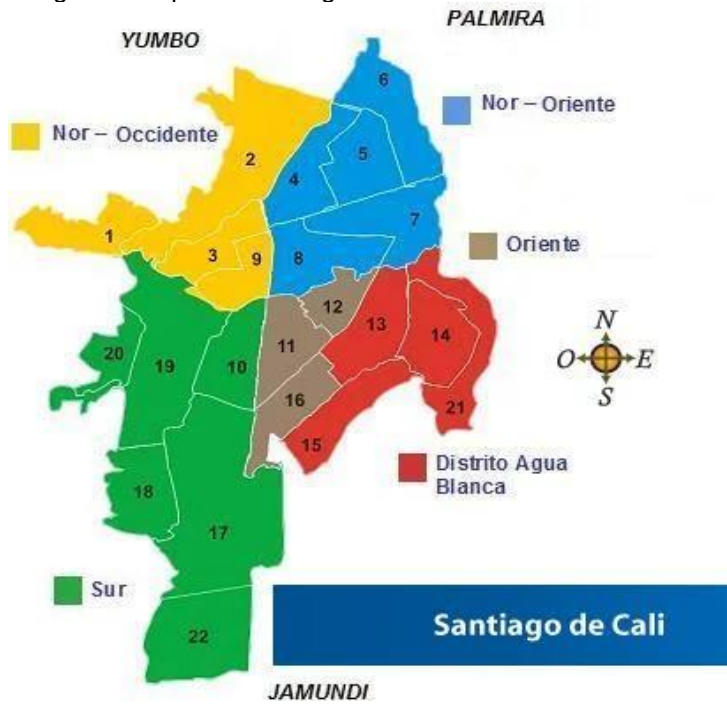 PALMIRA
YUMBO
6
Nor – Oriente
Nor – Occidente
2
5
4
7
1
3
9
8
Oriente
12
13
14
11
N
O E
S
20
19
10
16
21
15
Distrito Agua
Blanca
18
17
Sur
22
Santiago de Cali
JAMUNDI